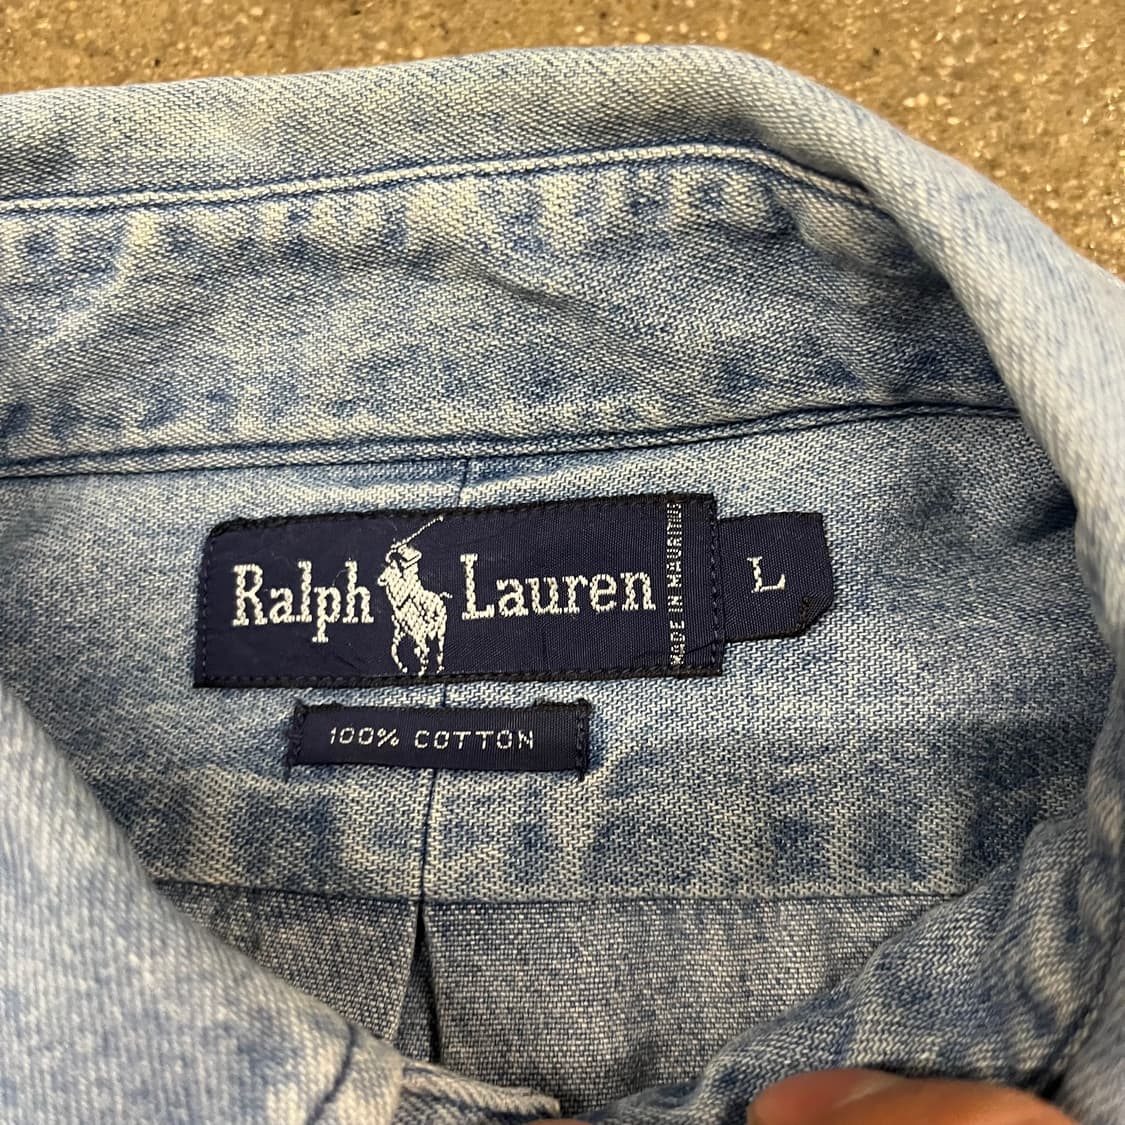 Ralph Lauren
MADE IN MAURITIUS
L
100% COTTON